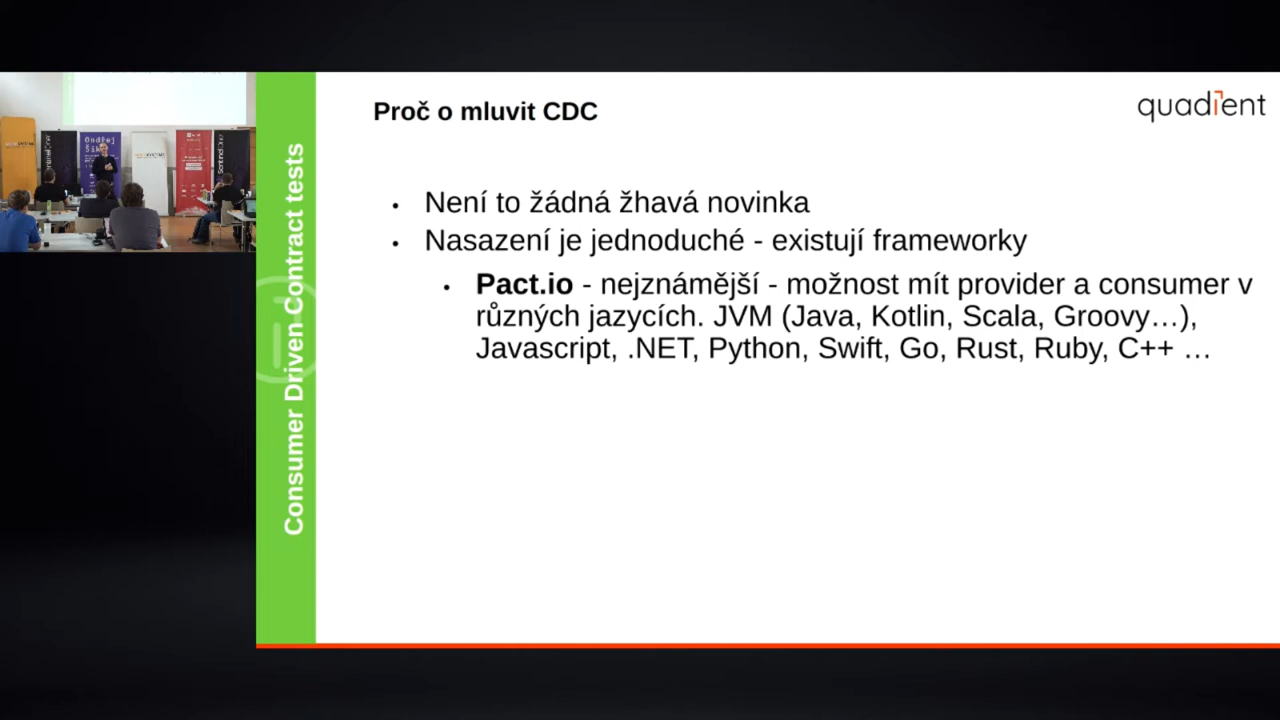 Proč o mluvit CDC
quadient
Consumer Driven Contract tests
• Není to žádná žhavá novinka
• Nasazení je jednoduché - existují frameworky
• Pact.io - nejznámější - možnost mít provider a consumer v
různých jazycích. JVM (Java, Kotlin, Scala, Groovy…),
Javascript, .NET, Python, Swift, Go, Rust, Ruby, C++ …
Ondřej
SentinelOne